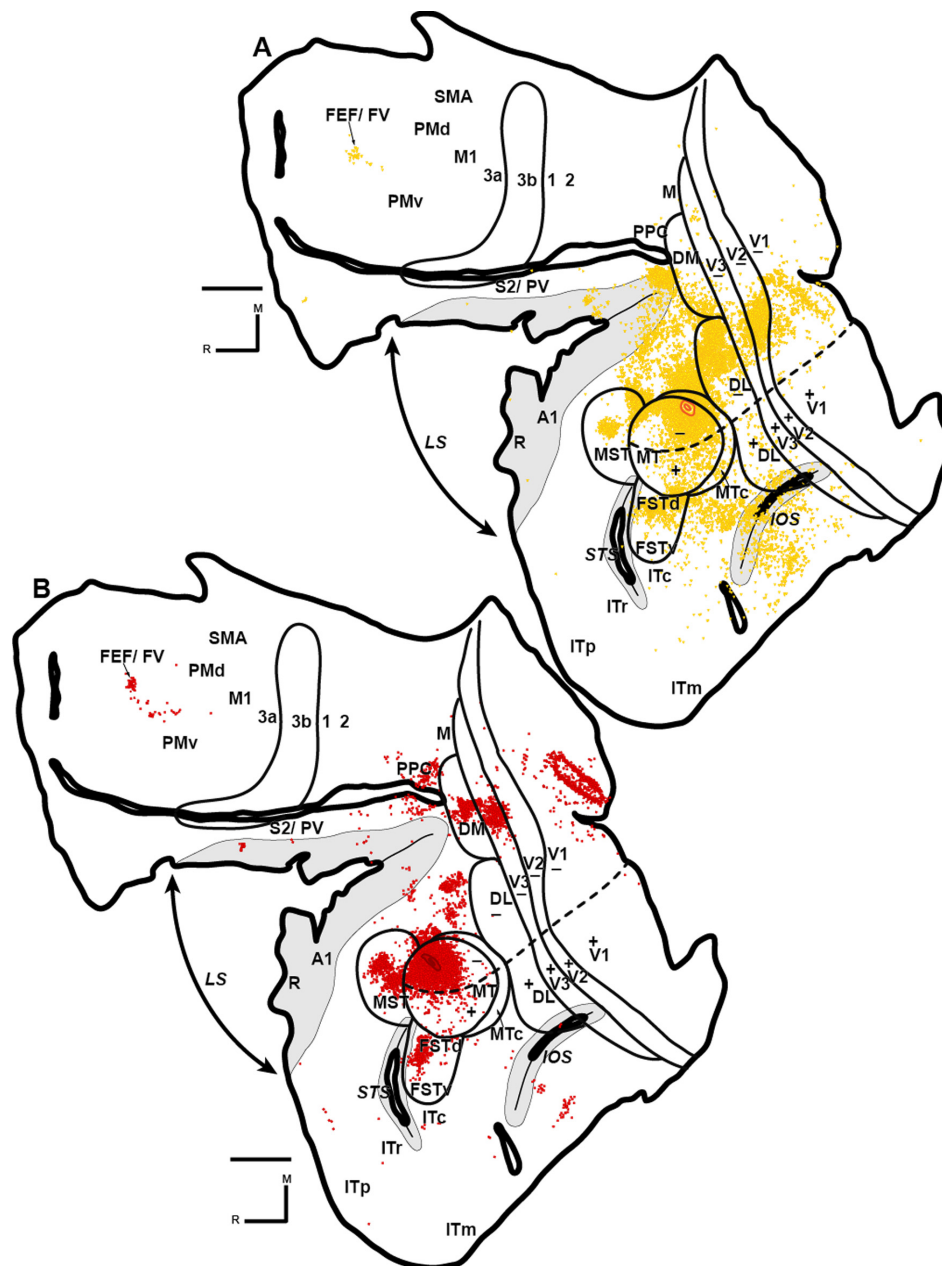 A
SMA
FEF/ FV
PMd
M1
3a
3b
1
2
PMv
M
PPC
DM
V3
–
V2
–
V1
–
S2/ PV
M
R
DL
–
+
V1
A1
LS
R
–
+
+
V2
+
V3
+
DL
MST
MT
+
MTc
FSTd
IOS
STS
FSTv
ITc
ITr
ITp
ITm
B
SMA
FEF/ FV
PMd
M1
3a
3b
1
2
PMv
M
PPC
S2/ PV
DM
V1
–
V2
–
V3
–
DL
–
A1
LS
R
–
+
V1
+
V2
+
V3
+
DL
MST
MT
+
MTc
FSTd
IOS
STS
FSTv
ITc
ITr
M
R
ITp
ITm